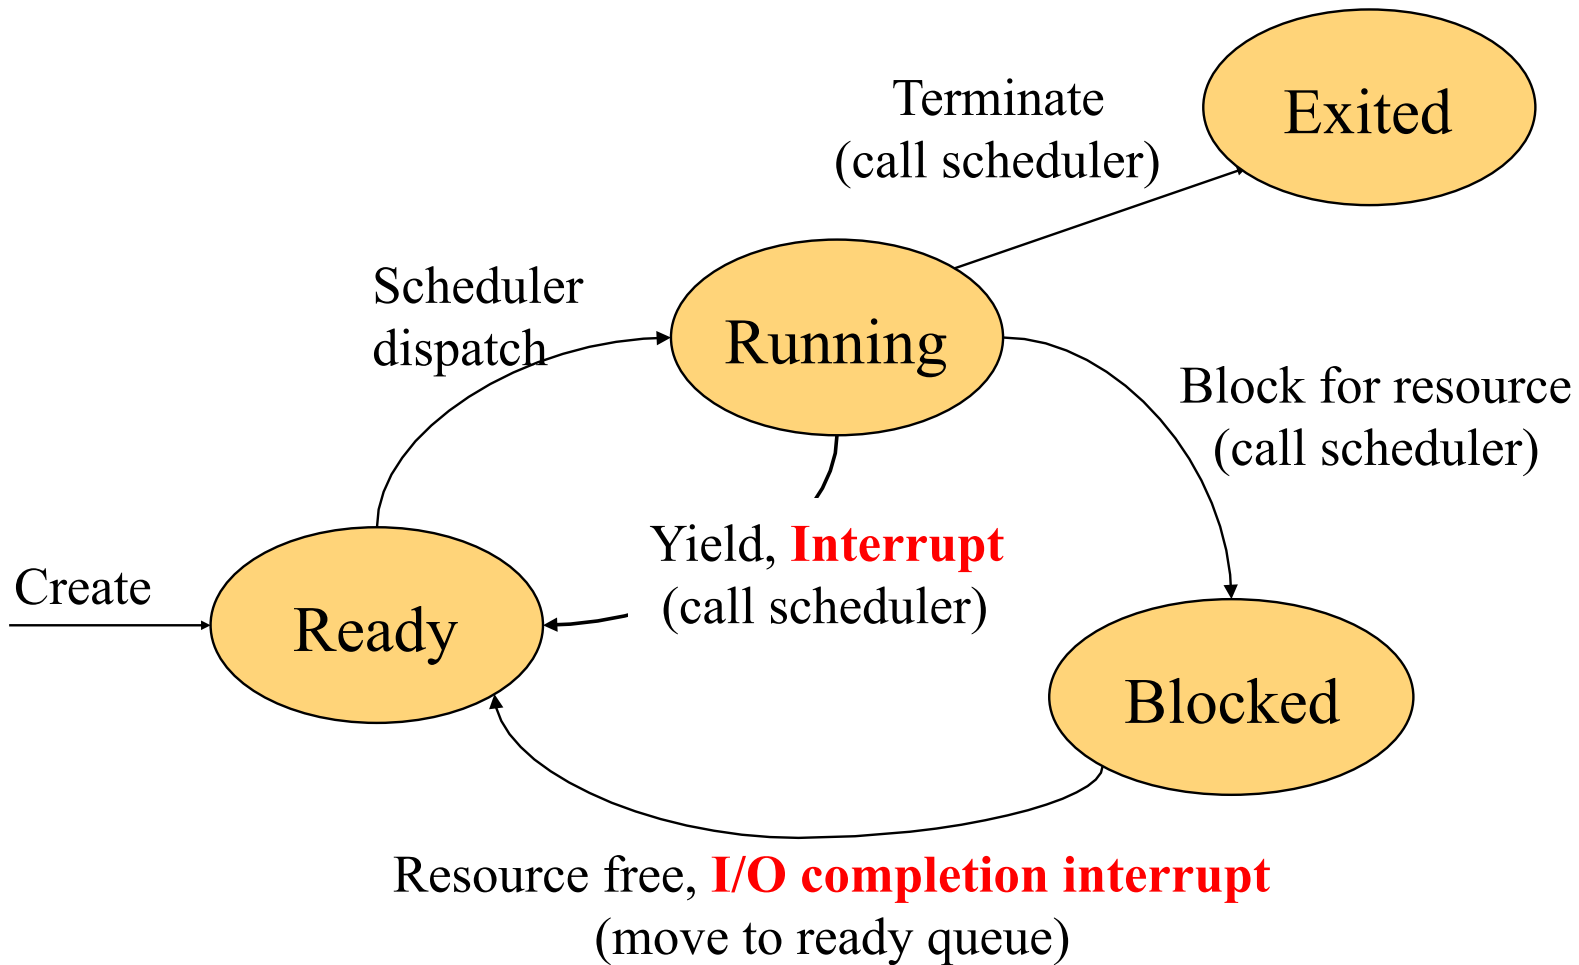 Terminate
(call scheduler)
Exited
Scheduler
dispatch
Running
Block for resource
(call scheduler)
Yield, Interrupt
(call scheduler)
Create
Ready
Blocked
Resource free, I/O completion interrupt
(move to ready queue)